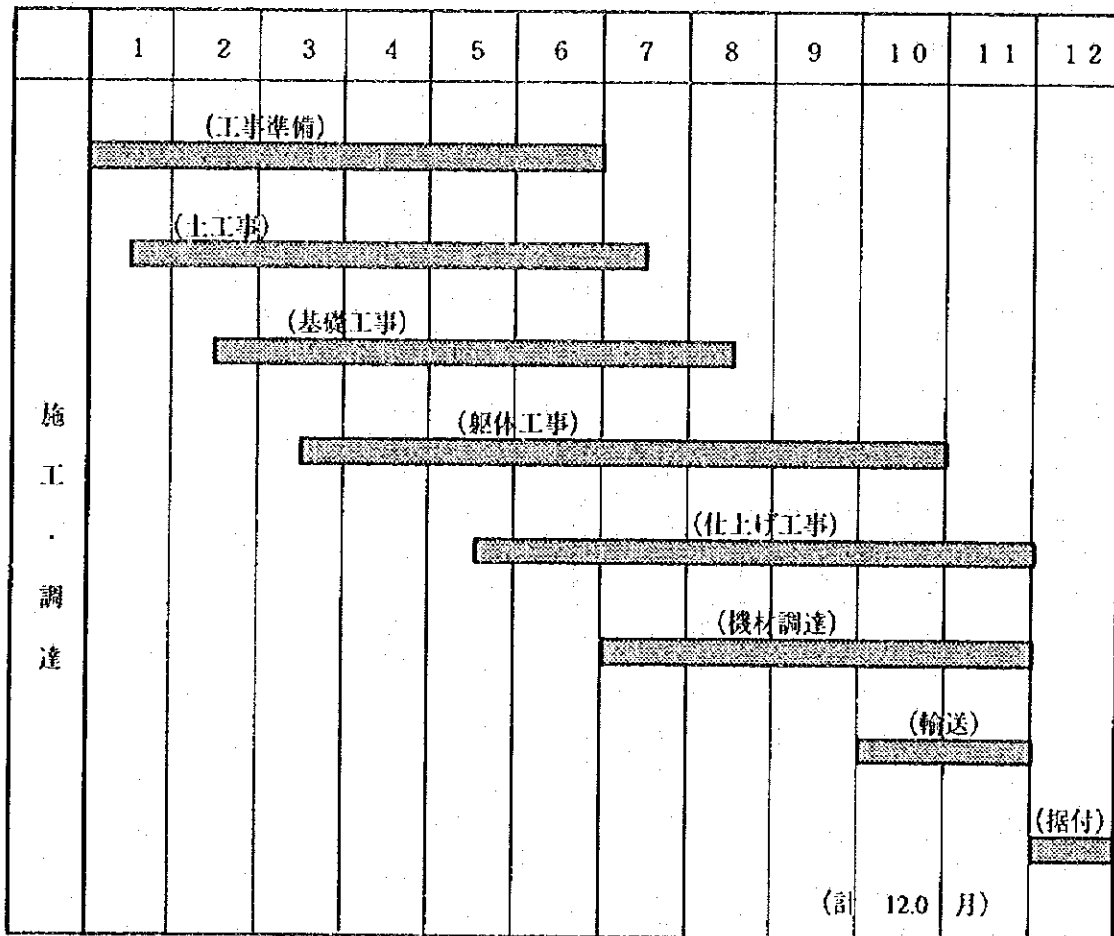 1 2 3 4 5 6 7 8 9 10 11 12
(工事準備)
(土工事)
(基礎工事)
(躯体工事)
(仕上げ工事)
(機材調達)
(輸送)
(据付)
(計 12.0 月)
施工・調達